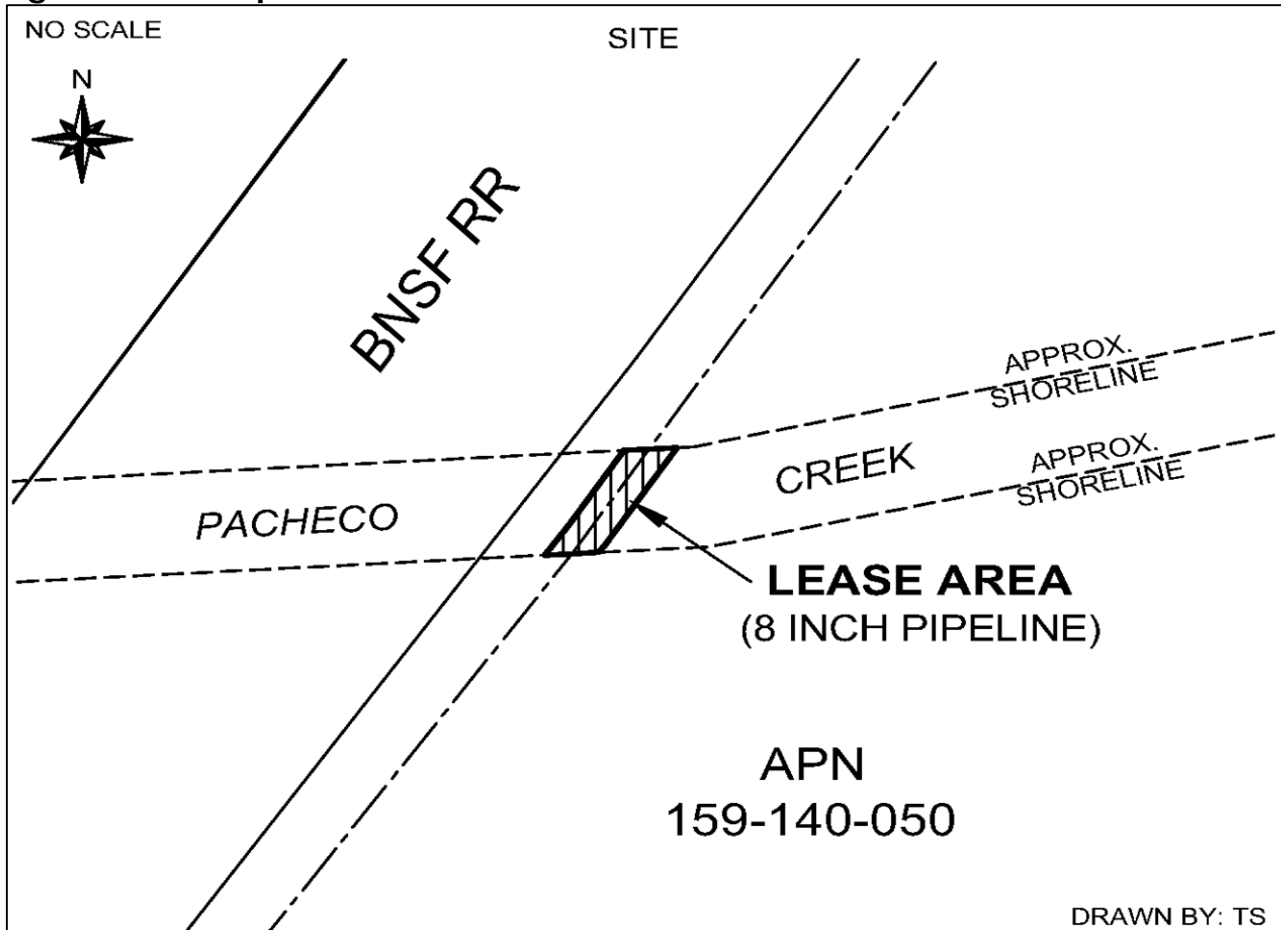 NO SCALE
SITE
N
BNSF RR
APPROX.
SHORELINE
PACHECO
CREEK
APPROX.
SHORELINE
LEASE AREA
(8 INCH PIPELINE)
APN
159-140-050
DRAWN BY: TS